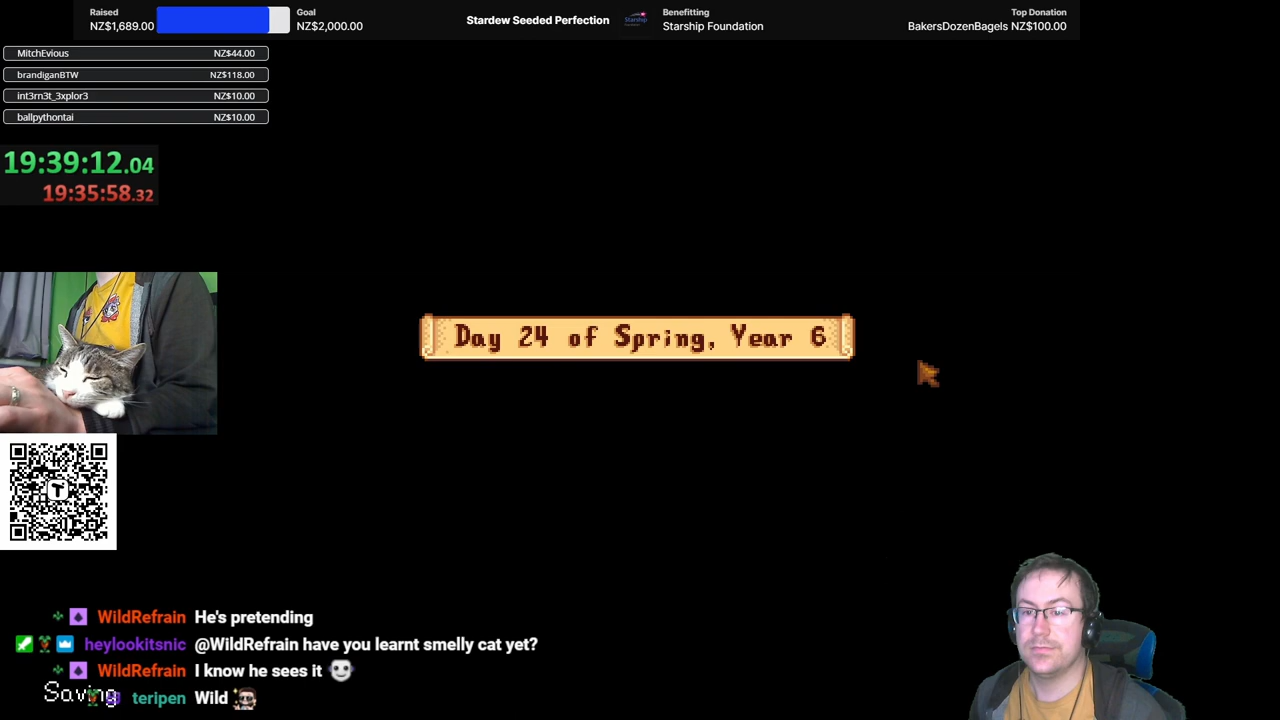 Raised
NZ$1,689.00
Goal
NZ$2,000.00
Stardew Seeded Perfection
Starship
Benefitting
Starship Foundation
Top Donation
BakersDozenBagels NZ$100.00
MitchEvious NZ$44.00
brandiganBTW NZ$118.00
int3rn3t_3xplor3 NZ$10.00
ballpythontai NZ$10.00
19:39:12.04
19:35:58.32
Day 24 of Spring, Year 6
T
WildRefrain He's pretending
heylookitsnic @WildRefrain have you learnt smelly cat yet?
WildRefrain I know he sees it
Saving
teripen Wild